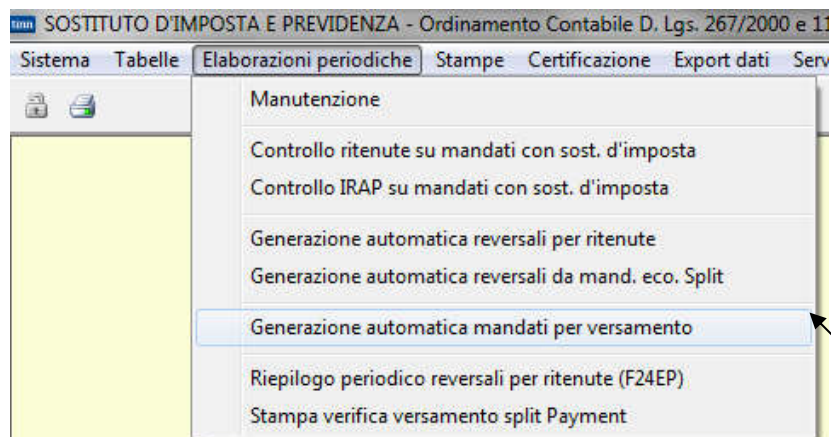 tinn SOSTITUTO D'IMPOSTA E PREVIDENZA - Ordinamento Contabile D. Lgs. 267/2000 e 11
Sistema Tabelle Elaborazioni periodiche Stampe Certificazione Export dati Serv
Manutenzione
Controllo ritenute su mandati con sost. d'imposta
Controllo IRAP su mandati con sost. d'imposta
Generazione automatica reversali per ritenute
Generazione automatica reversali da mand. eco. Split
Generazione automatica mandati per versamento
Riepilogo periodico reversali per ritenute (F24EP)
Stampa verifica versamento split Payment